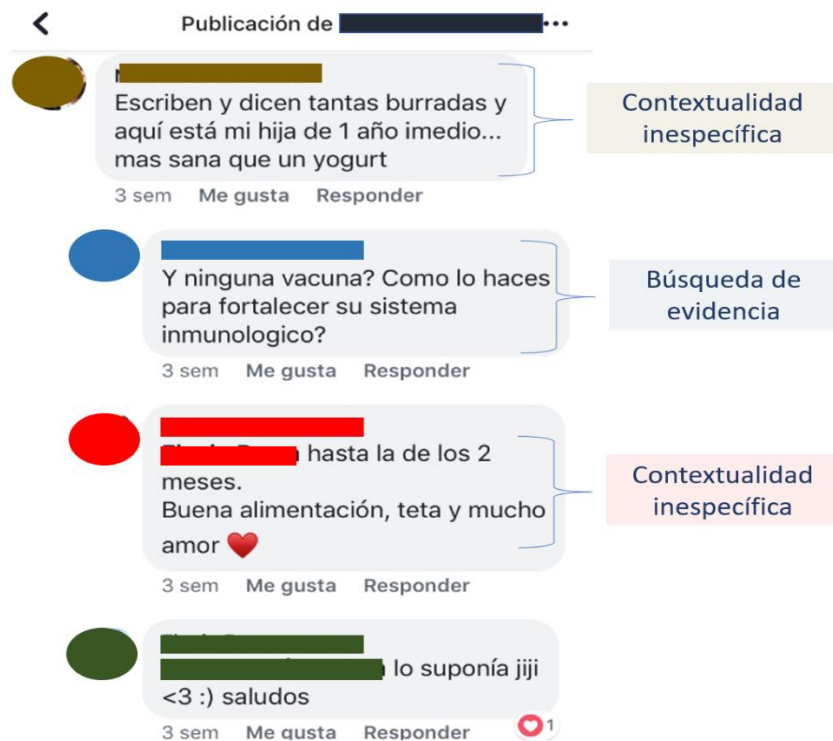 Publicación de
Escriben y dicen tantas burradas y
aquí está mi hija de 1 año imedio...
mas sana que un yogurt
3 sem Me gusta Responder
Contextualidad
inespecífica
Y ninguna vacuna? Como lo haces
para fortalecer su sistema
inmunologico?
3 sem Me gusta Responder
Búsqueda de
evidencia
hasta la de los 2
meses.
Buena alimentación, teta y mucho
amor ❤️
3 sem Me gusta Responder
Contextualidad
inespecífica
lo suponía jiji
<3 :) saludos
3 sem Me gusta Responder
1